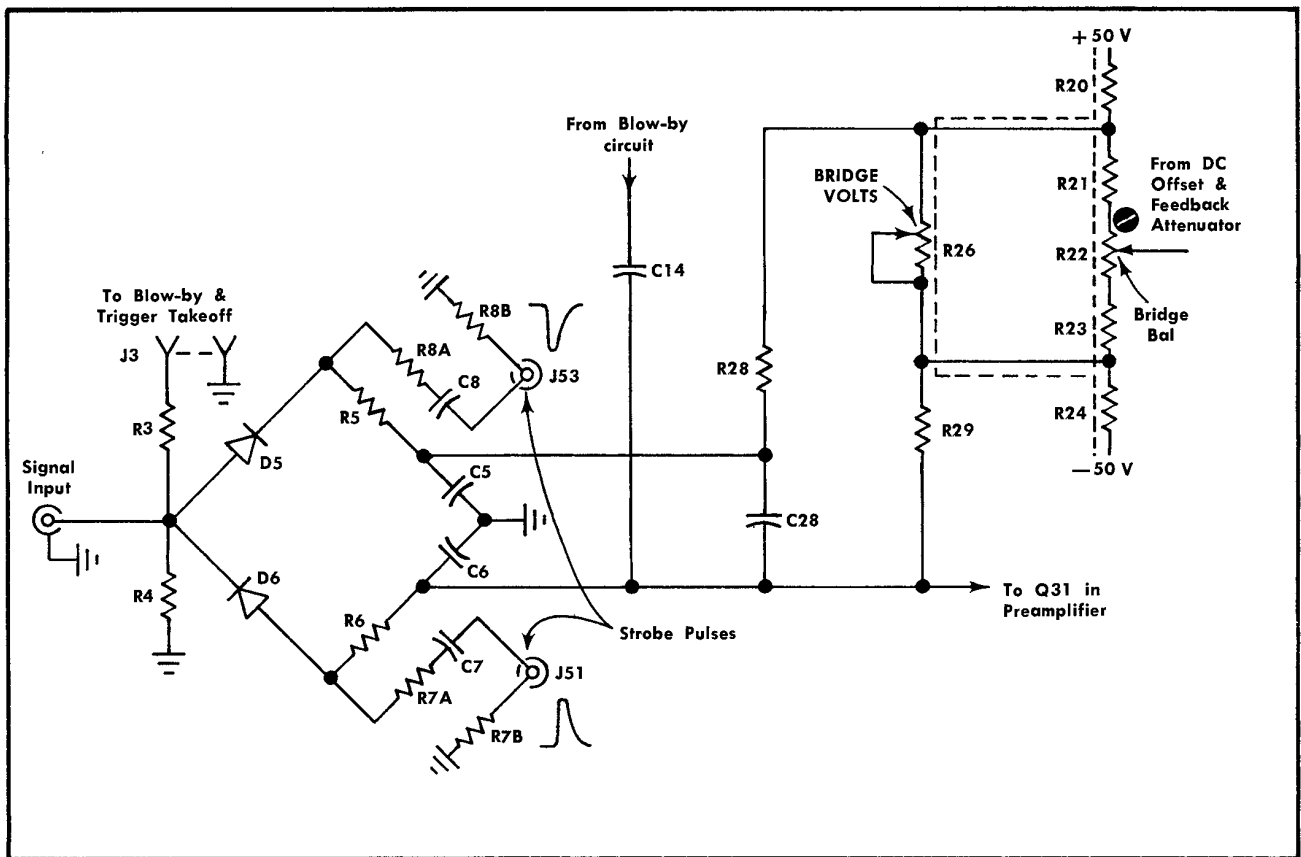 + 50 V
R20
From Blow-by
circuit
BRIDGE
VOLTS
R21
From DC
Offset &
Feedback
Attenuator
R26
R22
C14
To Blow-by &
Trigger Takeoff
J3
R8B
R8A
C8
J53
R23
Bridge
Bal
R28
R3
R5
R29
R24
D5
Signal
Input
C5
—50 V
C28
C6
D6
R4
R6
To Q31 in
Preamplifier
Strobe Pulses
C7
J51
R7A
R7B